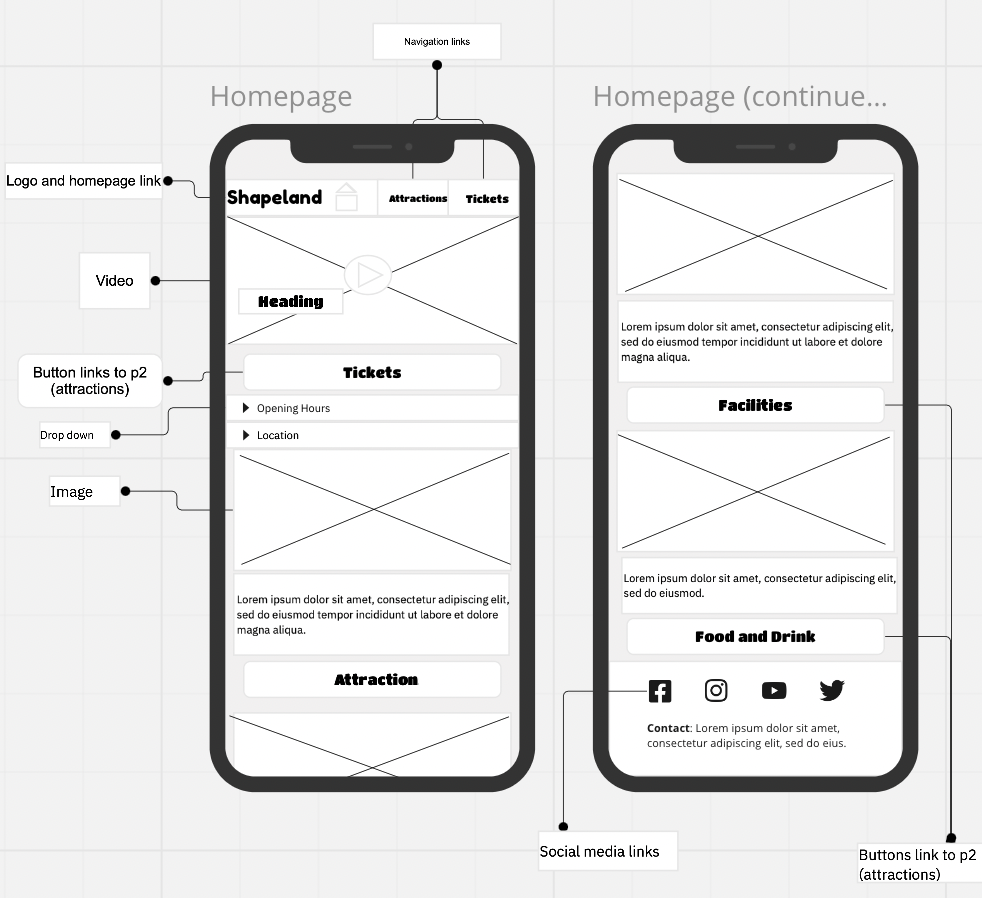 Navigation links
Homepage
Homepage (continue...
Logo and homepage link
Shapeland
Attractions
Tickets
Video
Heading
Button links to p2
(attractions)
Tickets
Drop down
Opening Hours
Location
Image
Lorem ipsum dolor sit amet, consectetur adipiscing elit,
sed do eiusmod tempor incididunt ut labore et dolore
magna aliqua.
Attraction
Lorem ipsum dolor sit amet, consectetur adipiscing elit,
sed do eiusmod tempor incididunt ut labore et dolore
magna aliqua.
Facilities
Lorem ipsum dolor sit amet, consectetur adipiscing elit,
sed do eiusmod.
Food and Drink
Contact: Lorem ipsum dolor sit amet,
consectetur adipiscing elit, sed do eius.
Social media links
Buttons link to p2
(attractions)